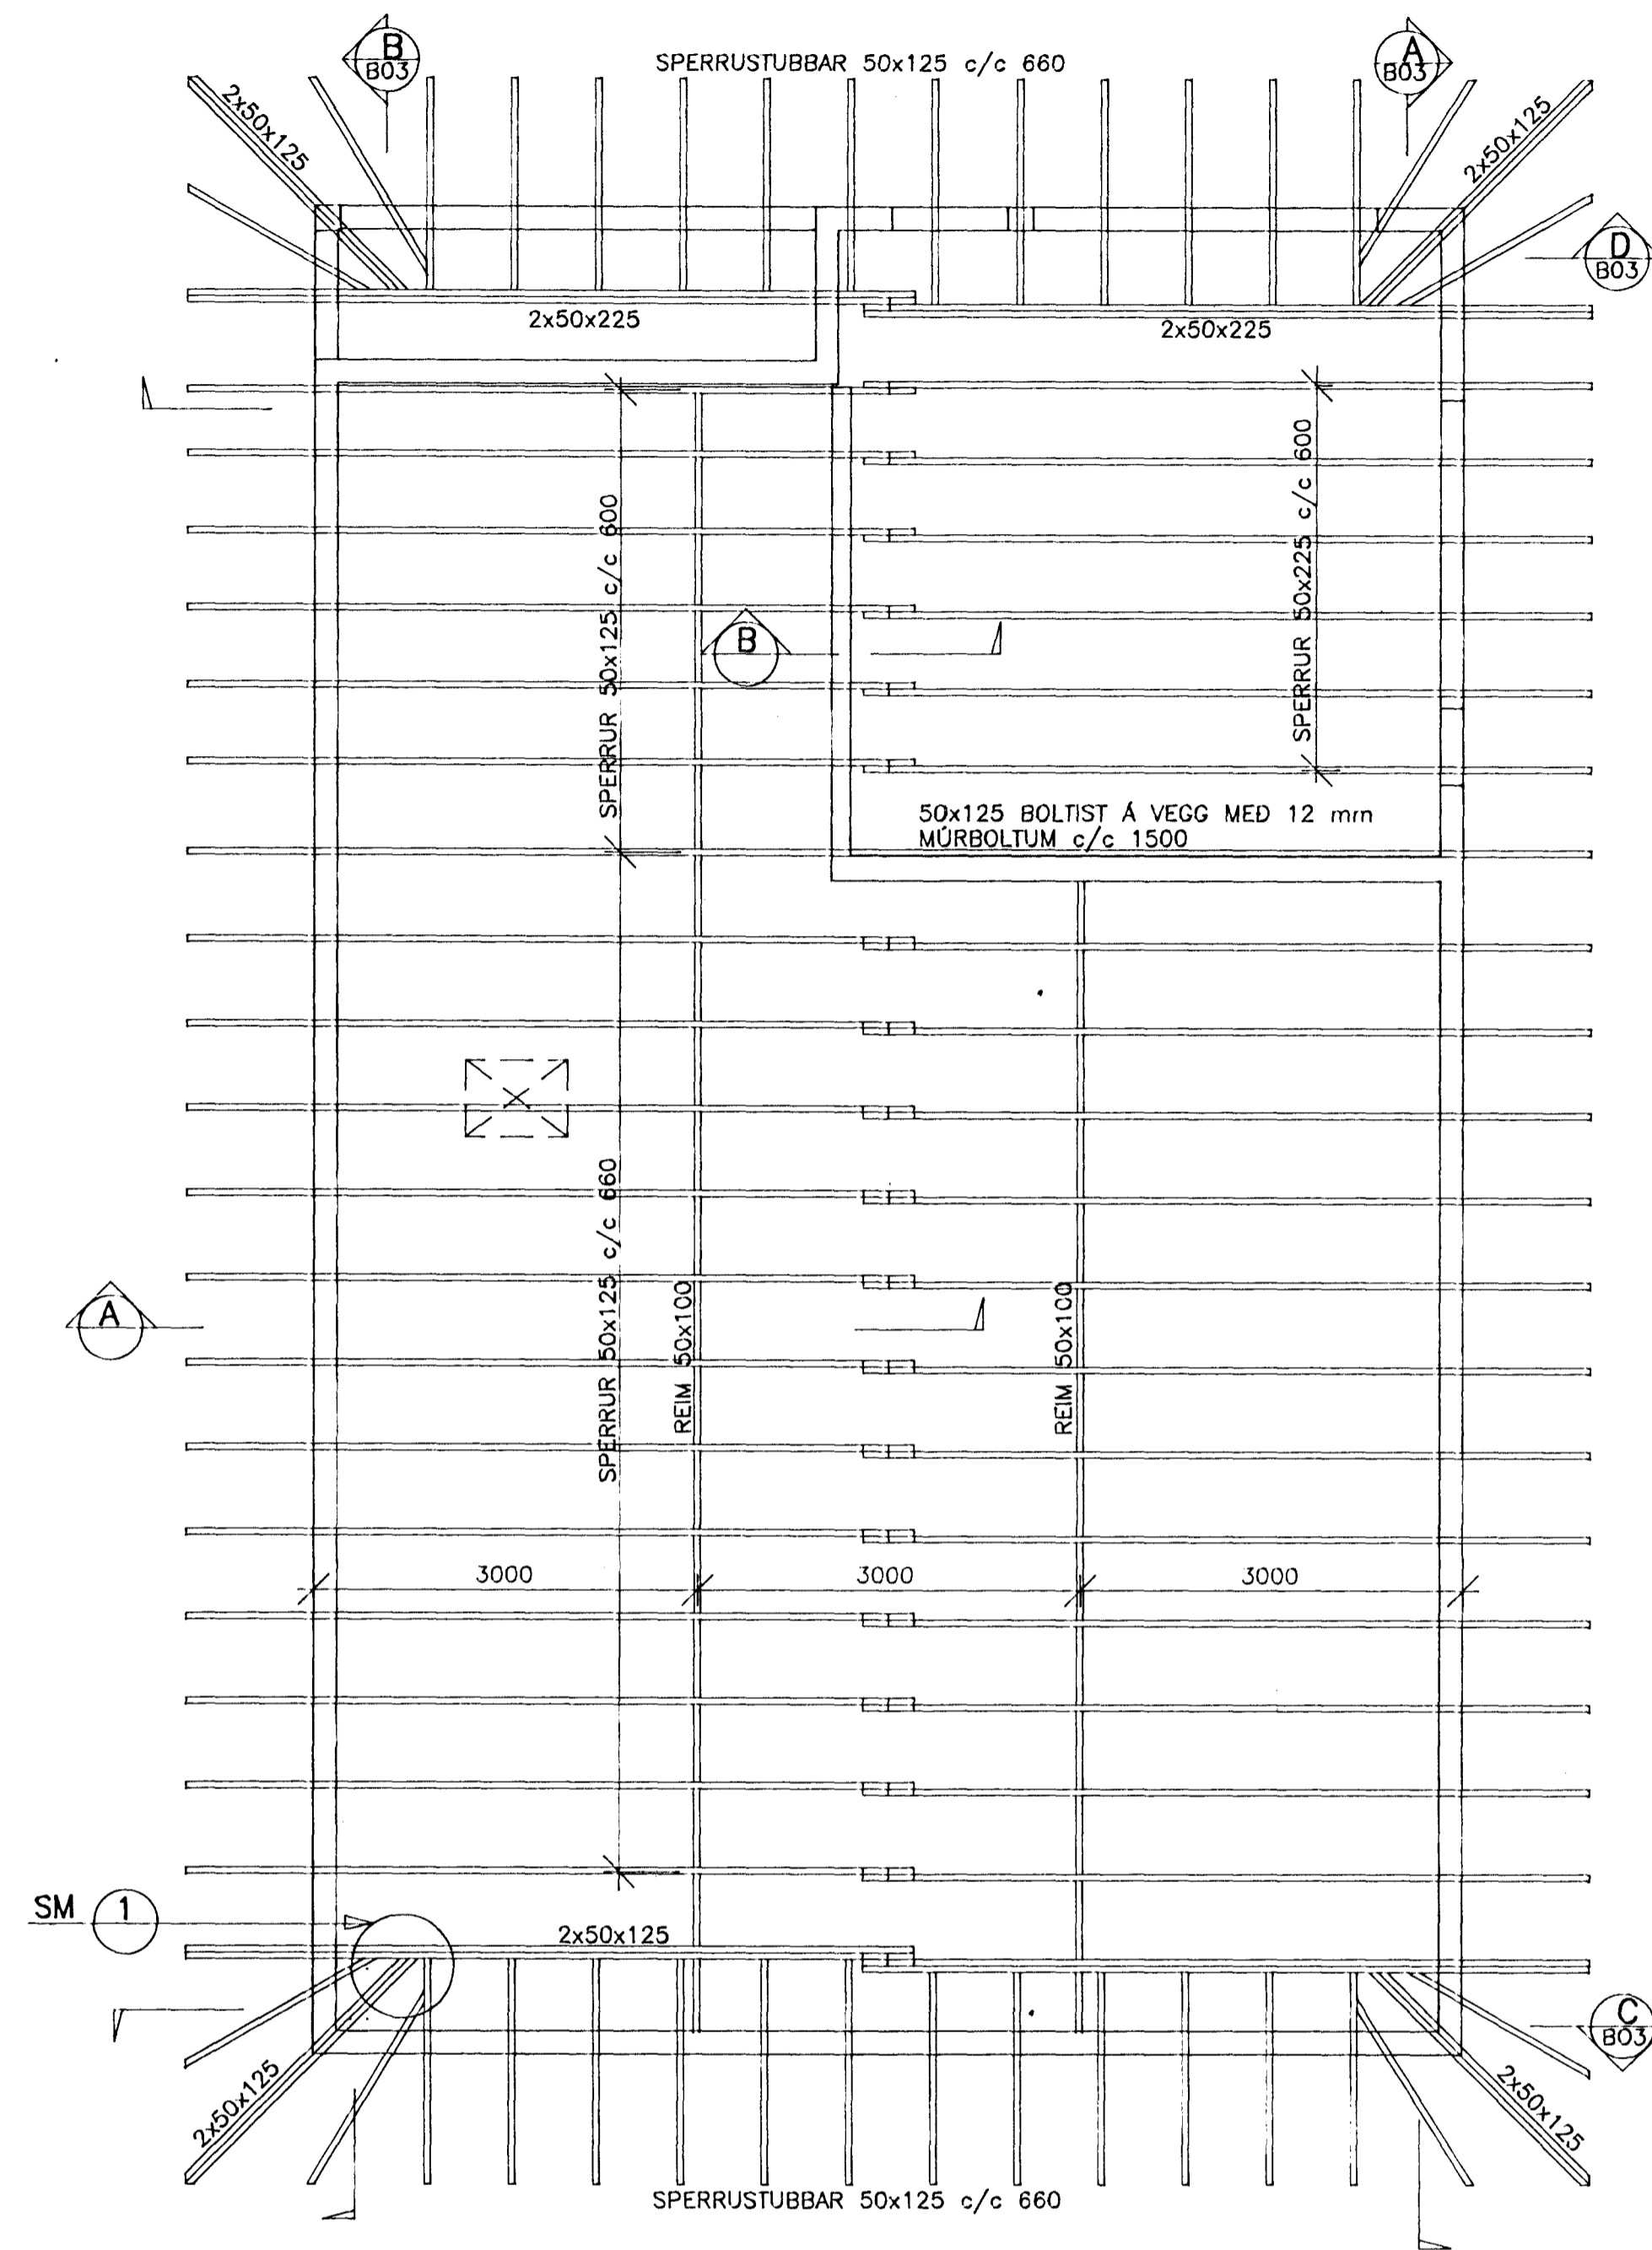 B
B03
SPERRUSTUBBAR 50x125 c/c 660
A
B03
2x50x125
2x50x125
D
B03
2x50x225
2x50x225
SPERRUR 50x125 c/c 600
SPERRUR 50x225 c/c 600
B
50x125 BOLTIST Á VEGG MEÐ 12 mm
MÚRBOLTUM c/c 1500
SPERRUR 50x125 c/c 660
REIM 50x100
REIM 50x100
A
3000
3000
3000
SM 1
2x50x125
C
B03
2x50x125
2x50x125
SPERRUSTUBBAR 50x125 c/c 660